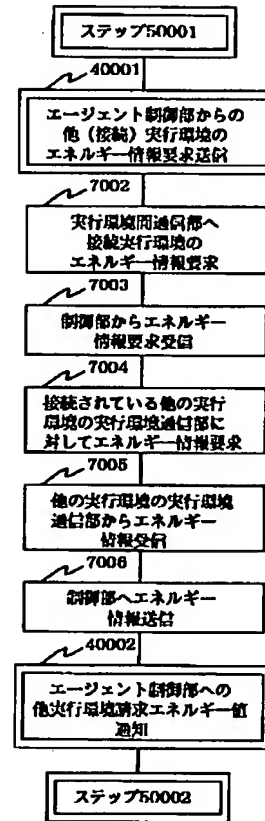 ステップ50001
40001
エージェント制御部からの
他（接続）実行環境の
エネルギー情報要求送信
7002
実行環境間通信部へ
接続実行環境の
エネルギー情報要求
7003
制御部からエネルギー
情報要求受信
7004
接続されている他の実行
環境の実行環境通信部に
対してエネルギー情報要求
7005
他の実行環境の実行環境
通信部からエネルギー
情報受信
7006
制御部へエネルギー
情報送信
40002
エージェント制御部への
他実行環境請求エネルギー値
通知
ステップ50002